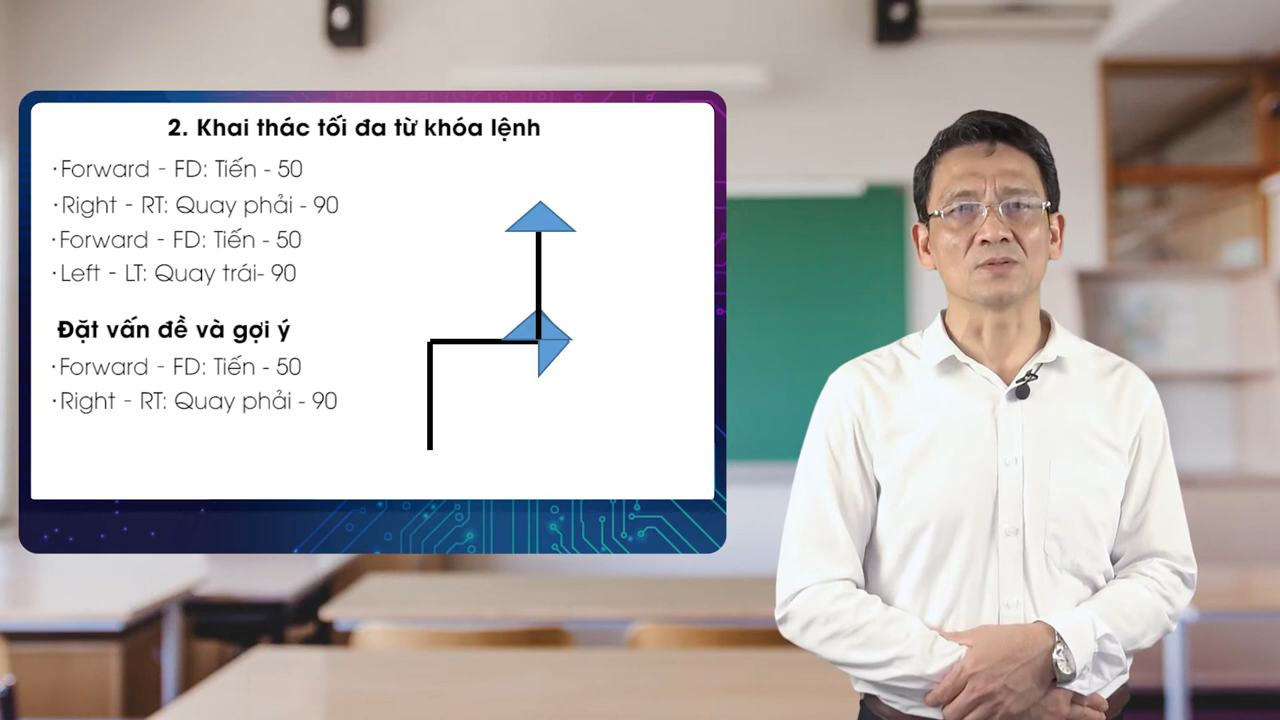 2. Khai thác tối đa từ khóa lệnh
·Forward - FD: Tiến - 50
·Right - RT: Quay phải - 90
·Forward - FD: Tiến - 50
·Left - LT: Quay trái- 90
Đặt vấn đề và gợi ý
·Forward - FD: Tiến - 50
·Right - RT: Quay phải - 90